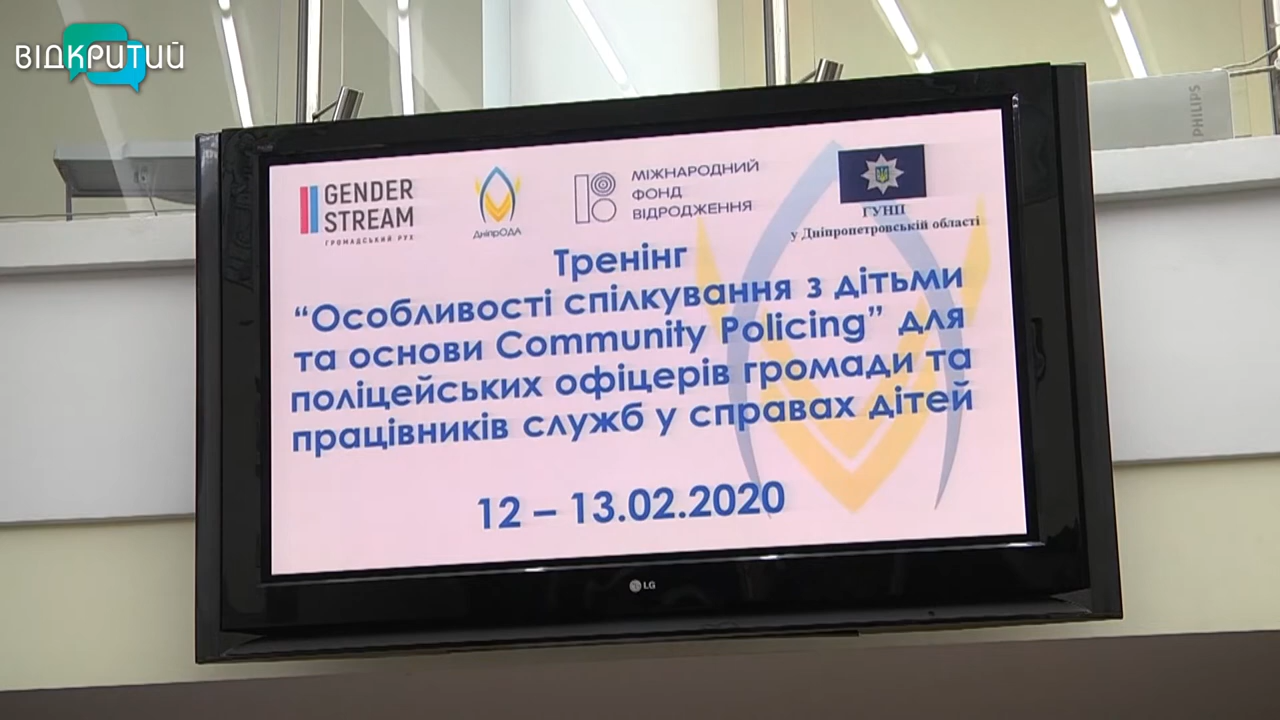 ВІДКРИТИЙ
PHILIPS
GENDER
STREAM
ГРОМАДСЬКИЙ РУХ
ДніпрОДА
МІЖНАРОДНИЙ
ФОНД
ВІДРОДЖЕННЯ
ГУНП
у Дніпропетровській області
Тренінг
“Особливості спілкування з дітьми
та основи Community Policing” для
поліцейських офіцерів громади та
працівників служб у справах дітей
12 – 13.02.2020
LG